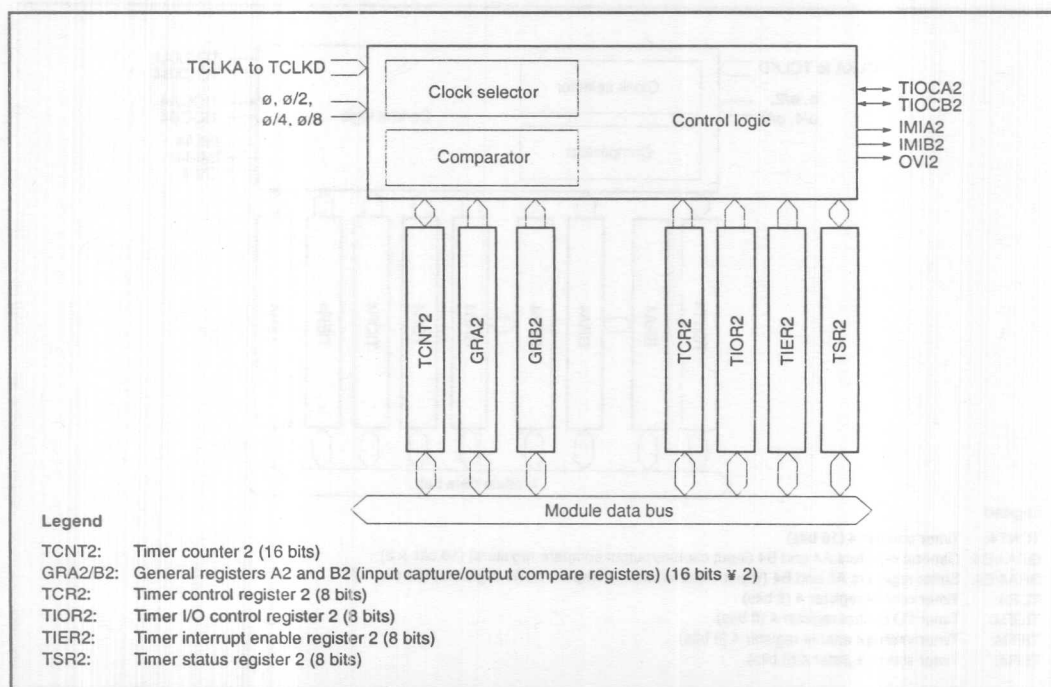 TCLKA to TCLKD
ø, ø/2,
ø/4. ø/8
Clock selector
Comparator
Control logic
TIOCA2
TIOCB2
IMIA2
IMIB2
OVI2
TCNT2
GRA2
GRB2
TCR2
TIOR2
TIER2
TSR2
Module data bus
Legend
TCNT2: Timer counter 2 (16 bits)
GRA2/B2: General registers A2 and B2 (input capture/output compare registers) (16 bits ¥ 2)
TCR2: Timer control register 2 (8 bits)
TIOR2: Timer I/O control register 2 (8 bits)
TIER2: Timer interrupt enable register 2 (8 bits)
TSR2: Timer status register 2 (8 bits)